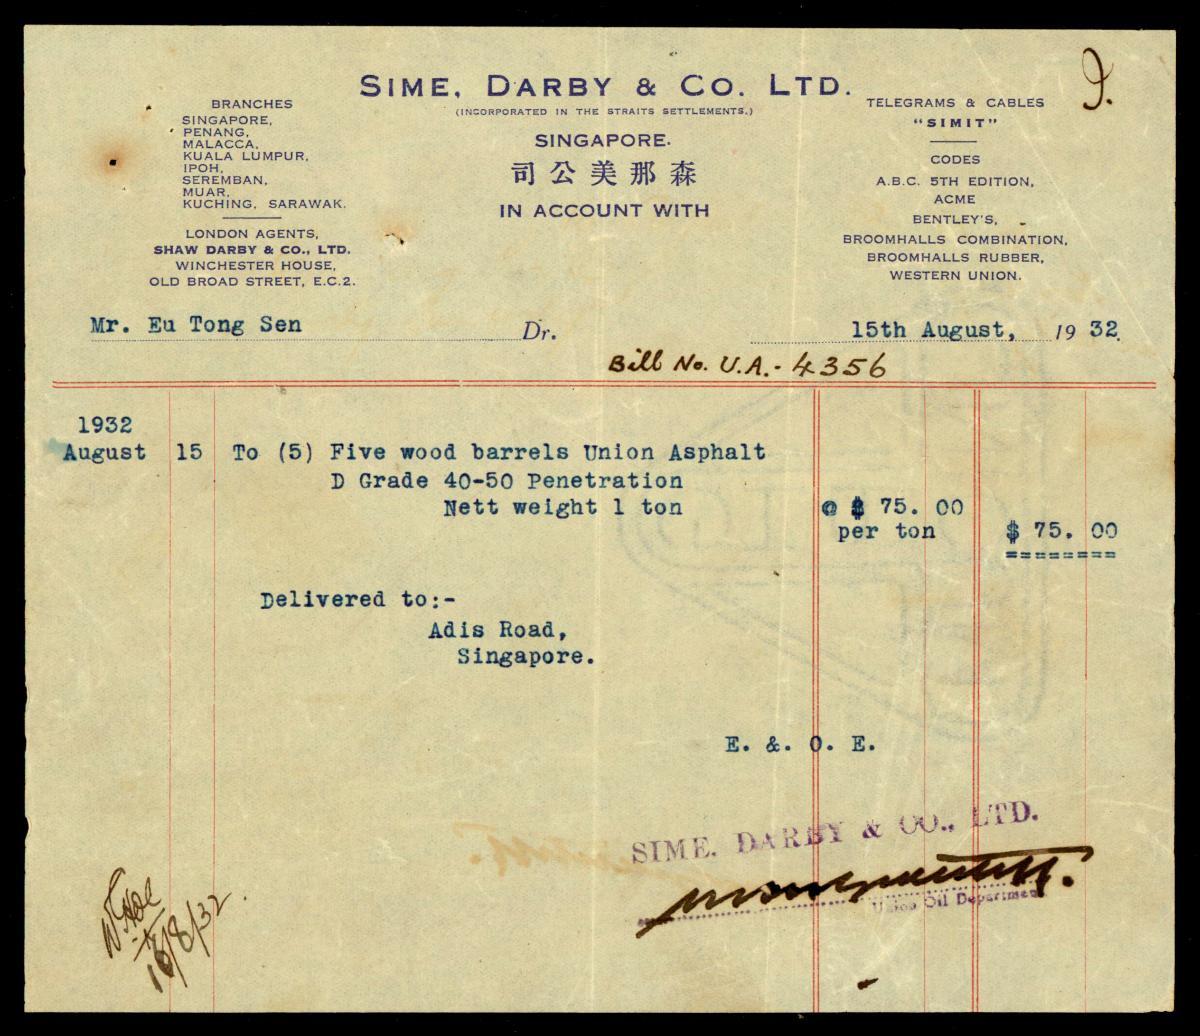 SIME, DARBY & CO. LTD.
(INCORPORATED IN THE STRAITS SETTLEMENTS.)
SINGAPORE.
司公美那森
IN ACCOUNT WITH
BRANCHES
SINGAPORE,
PENANG,
MALACCA,
KUALA LUMPUR,
IPOH,
SEREMBAN,
MUAR,
KUCHING, SARAWAK.
LONDON AGENTS,
SHAW DARBY & CO., LTD.
WINCHESTER HOUSE,
OLD BROAD STREET, E.C.2.
TELEGRAMS & CABLES
"SIMIT"
CODES
A.B.C. 5TH EDITION,
ACME
BENTLEY'S,
BROOMHALLS COMBINATION,
BROOMHALLS RUBBER,
WESTERN UNION.
Mr. Eu Tong Sen Dr. 15th August, 19 32.
Bill No. U.A.- 4356
1932
August 15 To (5) Five wood barrels Union Asphalt
D Grade 40-50 Penetration
Nett weight 1 ton @ $ 75. 00
per ton $ 75. 00
========
Delivered to:-
Adis Road,
Singapore.
E. &. O. E.
SIME. DARBY & CO., LTD.
Union Oil Department
16/8/32.